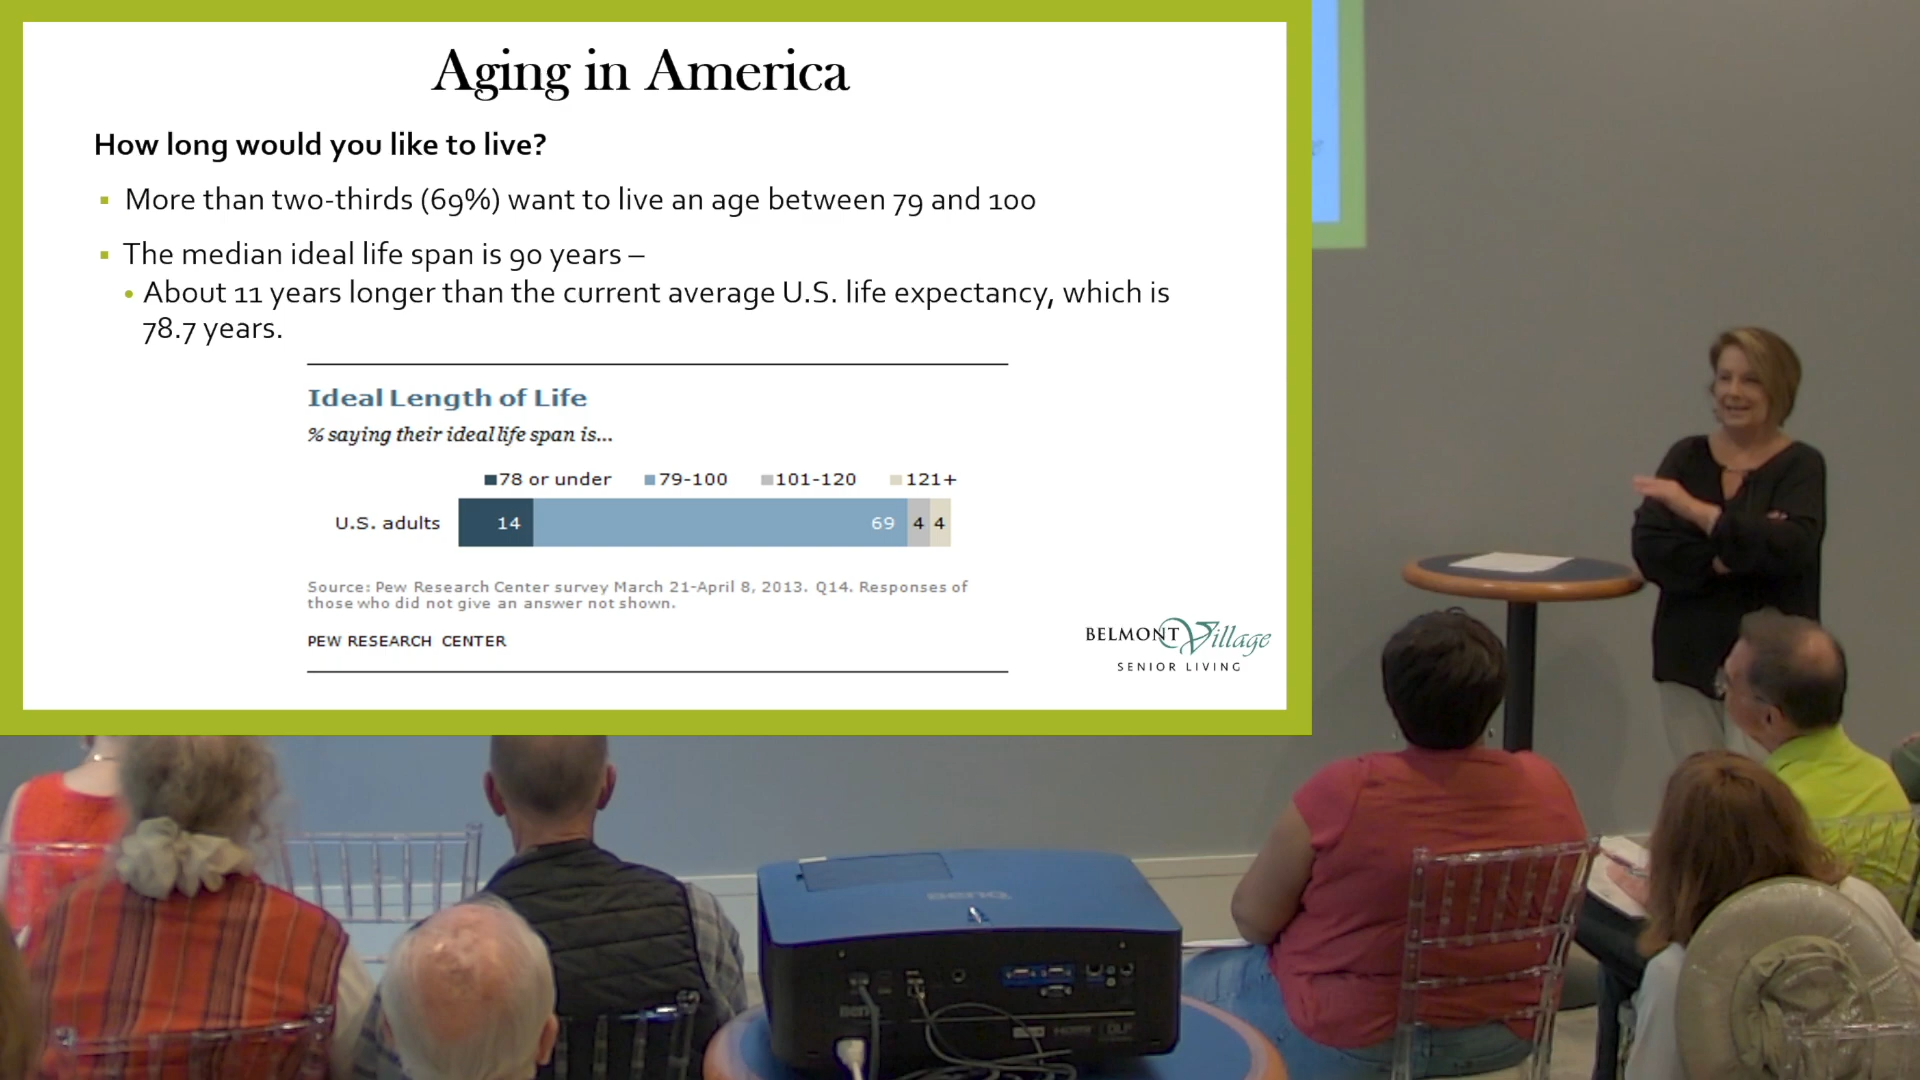 Aging in America
How long would you like to live?
More than two-thirds (69%) want to live an age between 79 and 100
The median ideal life span is 90 years –
About 11 years longer than the current average U.S. life expectancy, which is
78.7 years.
Ideal Length of Life
% saying their ideal life span is...
78 or under 79-100 101-120 121+
U.S. adults 14 69 4 4
Source: Pew Research Center survey March 21-April 8, 2013. Q14. Responses of
those who did not give an answer not shown.
PEW RESEARCH CENTER
BELMONT Village
SENIOR LIVING
BENQ
BENQ
HDMI DLP